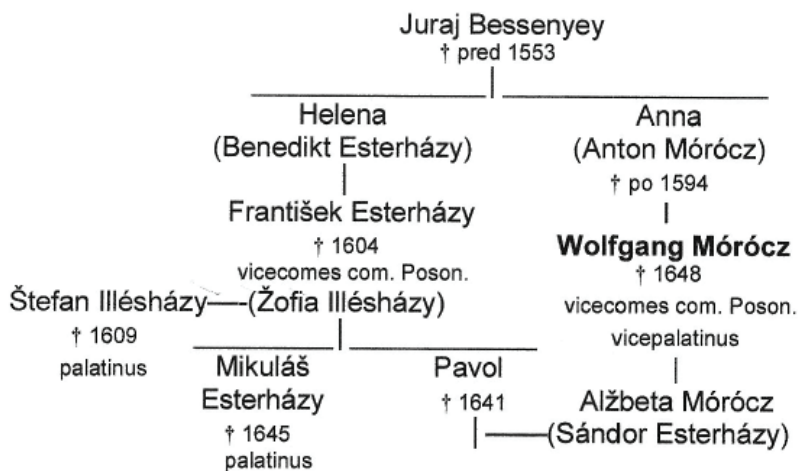 Juraj Bessenyey
† pred 1553
Helena
(Benedikt Esterházy)
Anna
(Anton Mórócz)
† po 1594
František Esterházy
† 1604
vicecomes com. Poson.
Wolfgang Mórócz
† 1648
vicecomes com. Poson.
vicepalatinus
Štefan Illésházy
† 1609
palatinus
(Žofia Illésházy)
Mikuláš
Esterházy
† 1645
palatinus
Pavol
† 1641
Alžbeta Mórócz
(Sándor Esterházy)